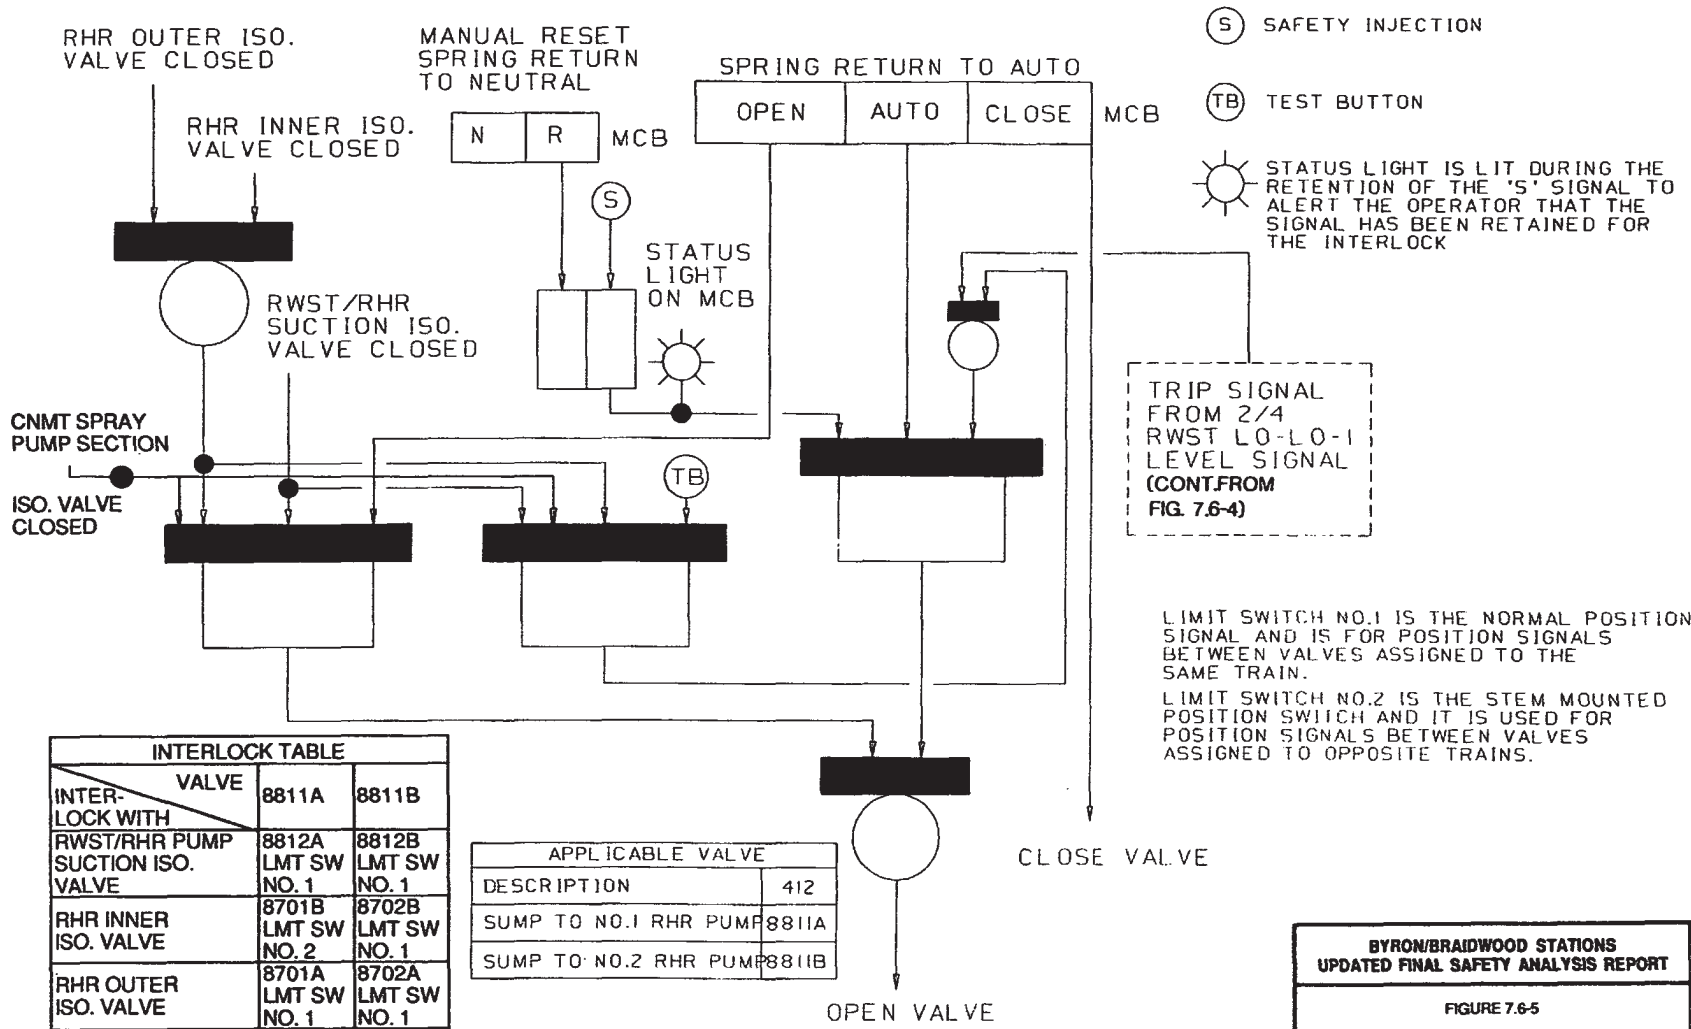 RHR OUTER ISO.
VALVE CLOSED
RHR INNER ISO.
VALVE CLOSED
MANUAL RESET
SPRING RETURN
TO NEUTRAL
N
R
MCB
SPRING RETURN TO AUTO
OPEN
AUTO
CLOSE
MCB
S
SAFETY INJECTION
TB
TEST BUTTON
STATUS LIGHT IS LIT DURING THE
RETENTION OF THE 'S' SIGNAL TO
ALERT THE OPERATOR THAT THE
SIGNAL HAS BEEN RETAINED FOR
THE INTERLOCK
S
STATUS
LIGHT
ON MCB
RWST/RHR
SUCTION ISO.
VALVE CLOSED
CNMT SPRAY
PUMP SECTION
ISO. VALVE
CLOSED
TB
TRIP SIGNAL
FROM 2/4
RWST LO-LO-1
LEVEL SIGNAL
(CONT.FROM
FIG. 7.6-4)
LIMIT SWITCH NO.1 IS THE NORMAL POSITION
SIGNAL AND IS FOR POSITION SIGNALS
BETWEEN VALVES ASSIGNED TO THE
SAME TRAIN.
LIMIT SWITCH NO.2 IS THE STEM MOUNTED
POSITION SWITCH AND IT IS USED FOR
POSITION SIGNALS BETWEEN VALVES
ASSIGNED TO OPPOSITE TRAINS.
INTERLOCK TABLE
VALVE
INTER-
LOCK WITH
8811A
8811B
RWST/RHR PUMP
SUCTION ISO.
VALVE
8812A
LMT SW
NO. 1
8812B
LMT SW
NO. 1
RHR INNER
ISO. VALVE
8701B
LMT SW
NO. 2
8702B
LMT SW
NO. 1
RHR OUTER
ISO. VALVE
8701A
LMT SW
NO. 1
8702A
LMT SW
NO. 1
APPLICABLE VALVE
DESCRIPTION
412
SUMP TO NO.1 RHR PUMP
8811A
SUMP TO NO.2 RHR PUMP
8811B
CLOSE VALVE
OPEN VALVE
BYRON/BRAIDWOOD STATIONS
UPDATED FINAL SAFETY ANALYSIS REPORT
FIGURE 7.6-5